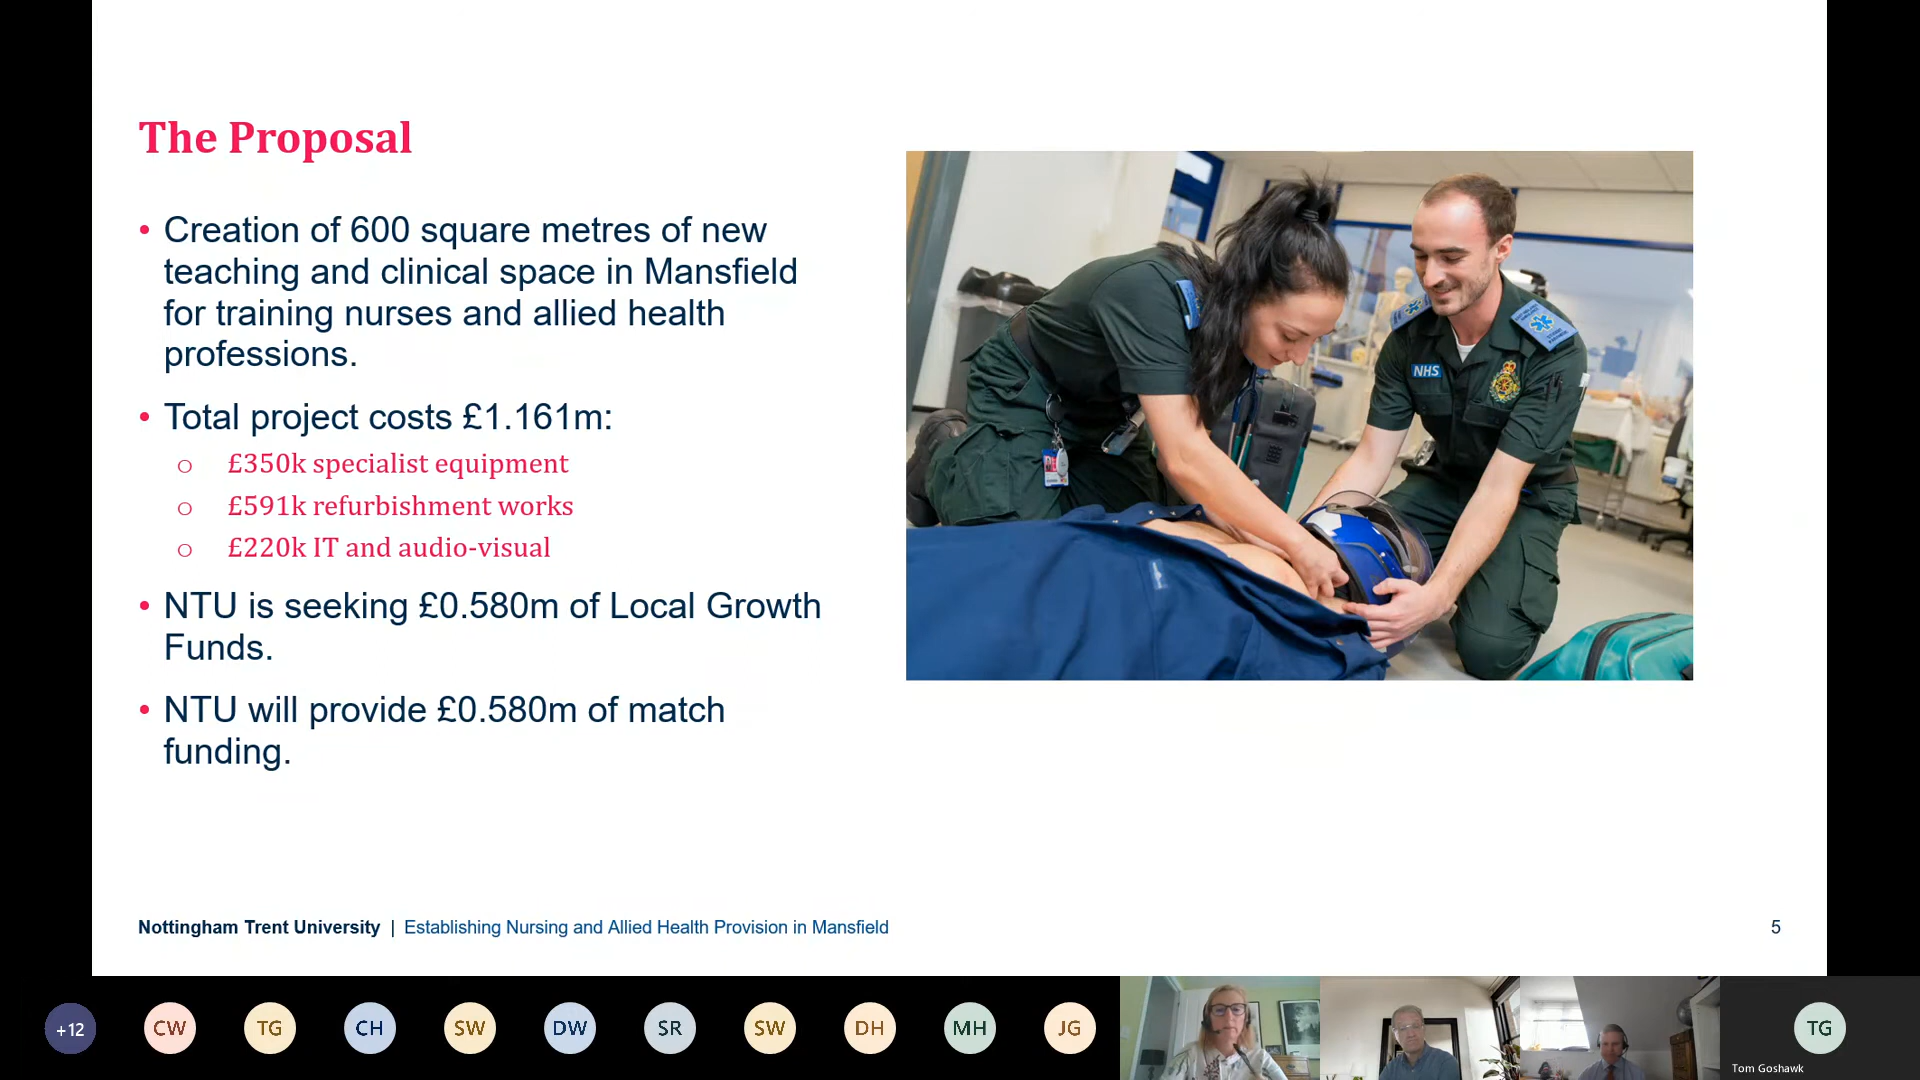 The Proposal
• Creation of 600 square metres of new
teaching and clinical space in Mansfield
for training nurses and allied health
professions.
• Total project costs £1.161m:
o £350k specialist equipment
o £591k refurbishment works
o £220k IT and audio-visual
• NTU is seeking £0.580m of Local Growth
Funds.
• NTU will provide £0.580m of match
funding.
NHS
Nottingham Trent University | Establishing Nursing and Allied Health Provision in Mansfield
5
+12
CW
TG
CH
SW
DW
SR
SW
DH
MH
JG
TG
Tom Goshawk